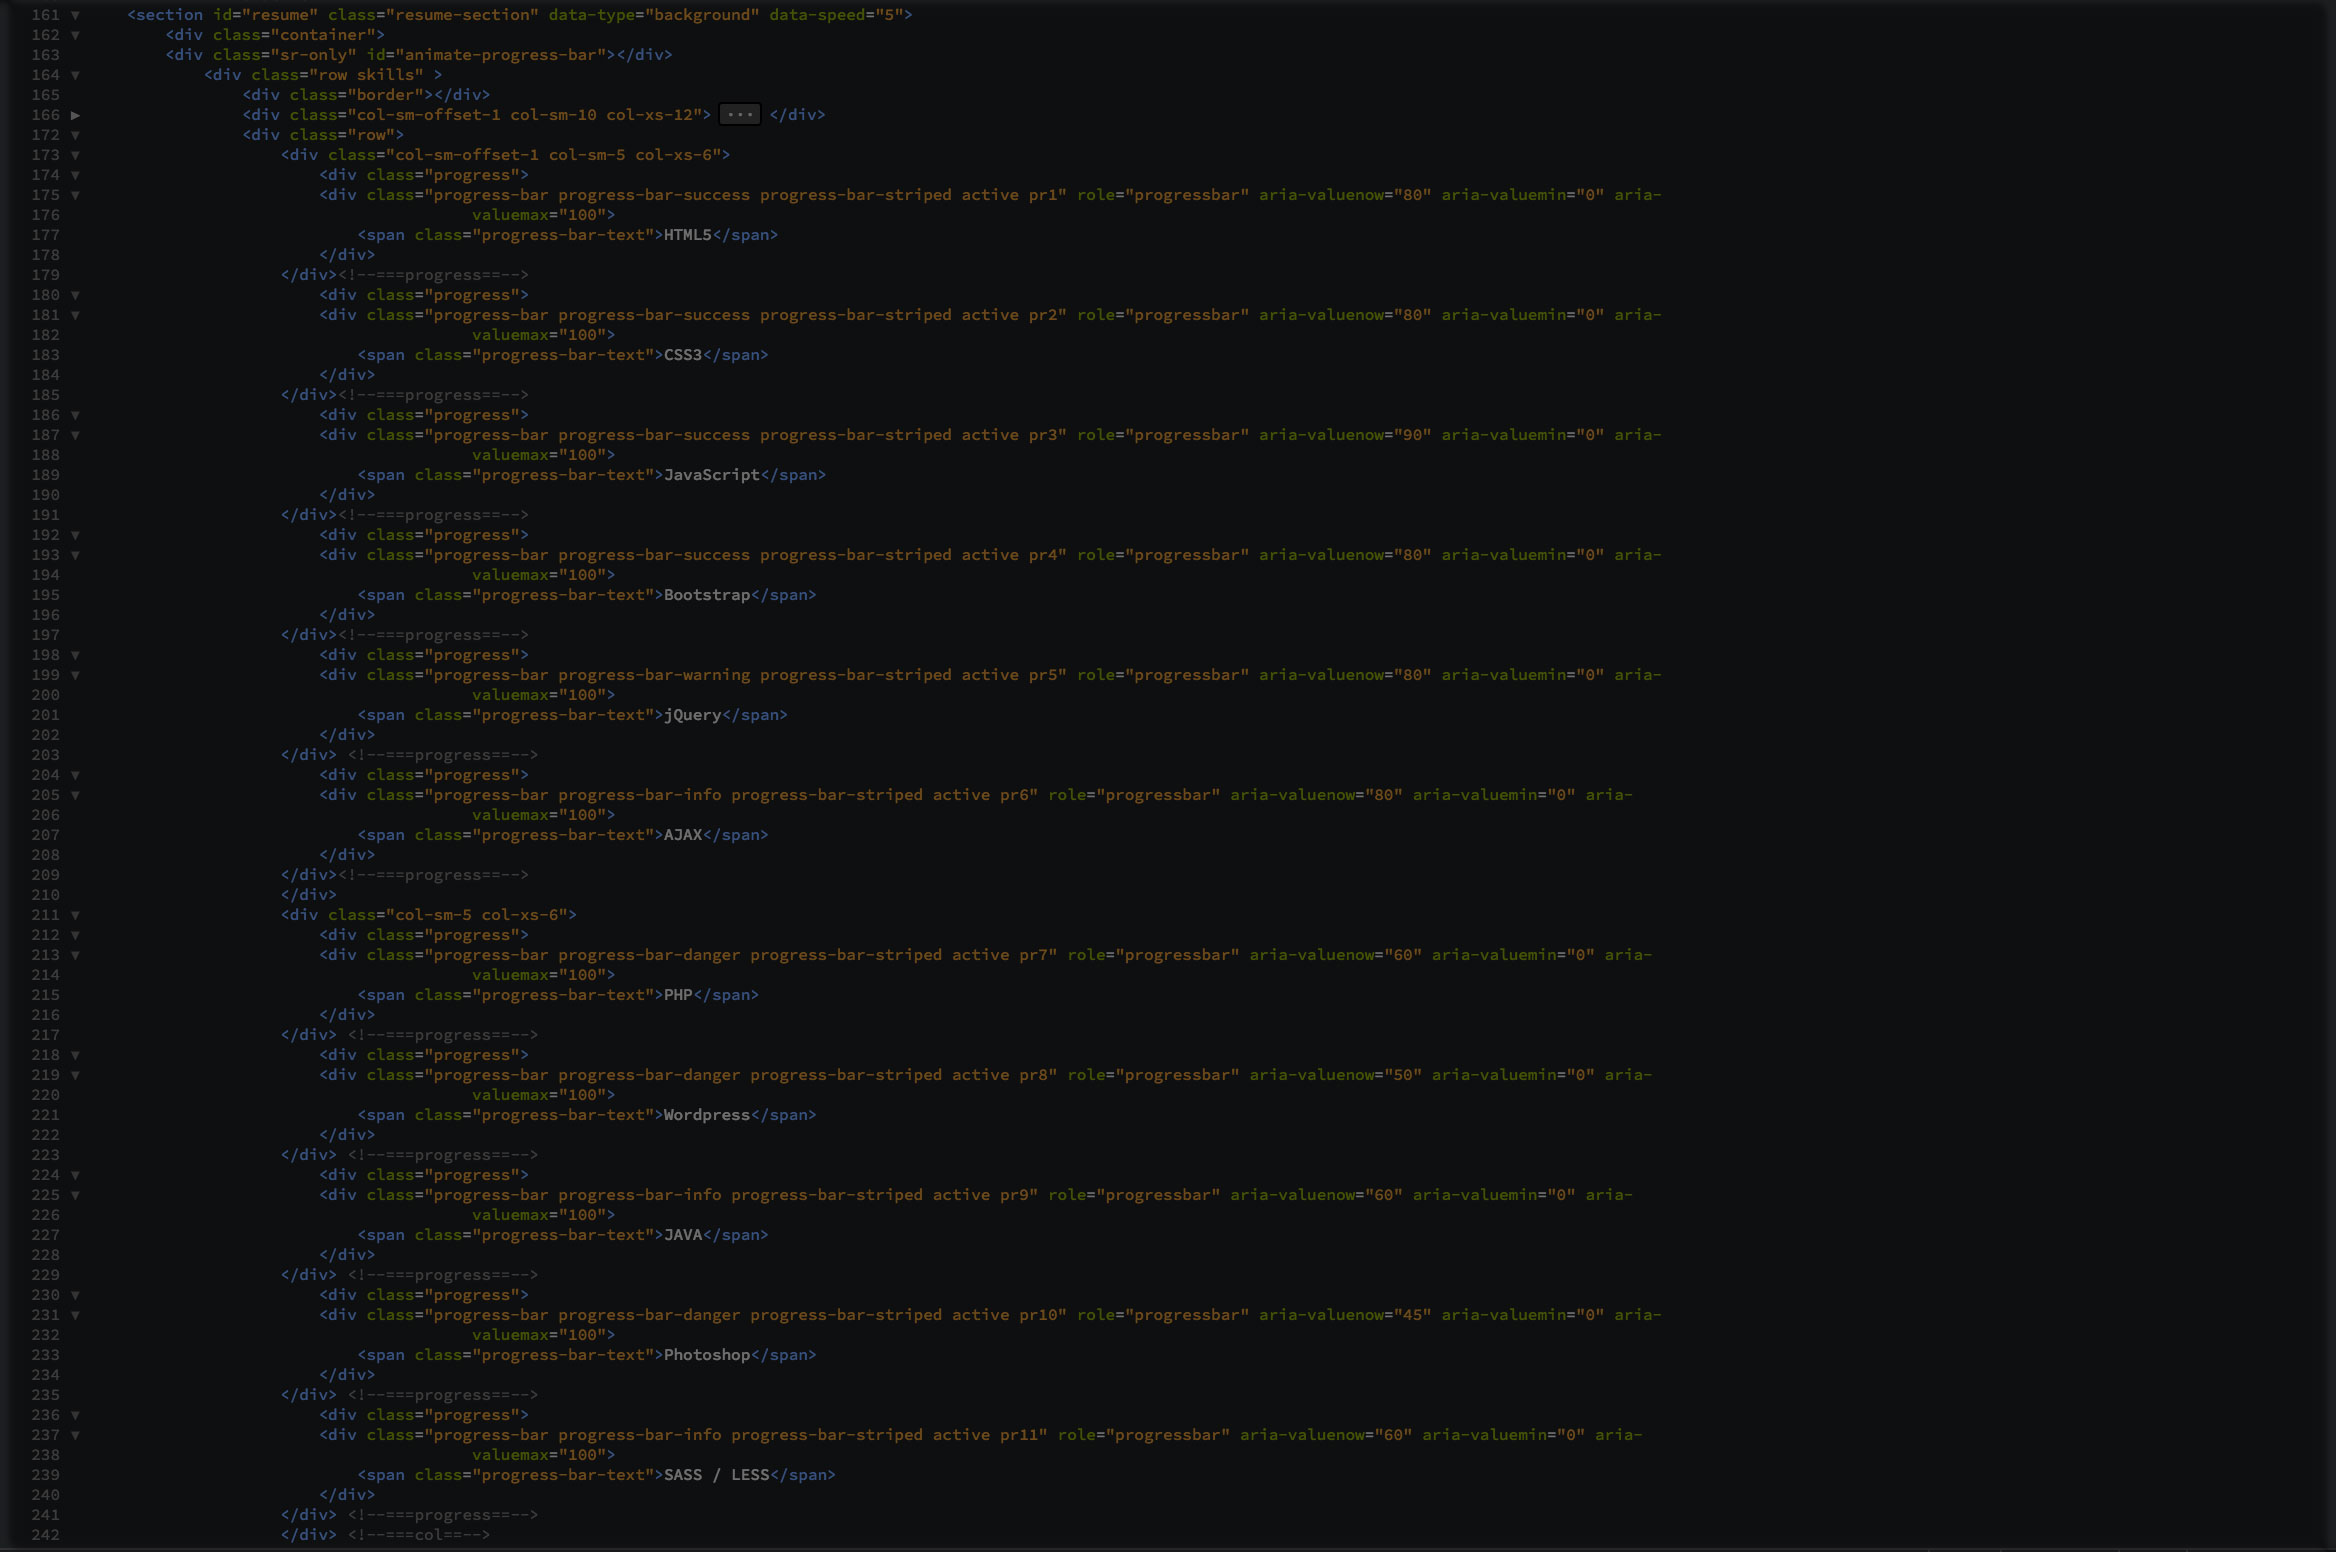 161 ▼ <section id="resume" class="resume-section" data-type="background" data-speed="5">
162 ▼ <div class="container">
163 <div class="sr-only" id="animate-progress-bar"></div>
164 ▼ <div class="row skills" >
165 <div class="border"></div>
166 ▶ <div class="col-sm-offset-1 col-sm-10 col-xs-12"> ... </div>
172 ▼ <div class="row">
173 ▼ <div class="col-sm-offset-1 col-sm-5 col-xs-6">
174 ▼ <div class="progress">
175 ▼ <div class="progress-bar progress-bar-success progress-bar-striped active pr1" role="progressbar" aria-valuenow="80" aria-valuemin="0" aria-
176 valuemax="100">
177 <span class="progress-bar-text">HTML5</span>
178 </div>
179 </div><!--===progress==-->
180 ▼ <div class="progress">
181 ▼ <div class="progress-bar progress-bar-success progress-bar-striped active pr2" role="progressbar" aria-valuenow="80" aria-valuemin="0" aria-
182 valuemax="100">
183 <span class="progress-bar-text">CSS3</span>
184 </div>
185 </div><!--===progress==-->
186 ▼ <div class="progress">
187 ▼ <div class="progress-bar progress-bar-success progress-bar-striped active pr3" role="progressbar" aria-valuenow="90" aria-valuemin="0" aria-
188 valuemax="100">
189 <span class="progress-bar-text">JavaScript</span>
190 </div>
191 </div><!--===progress==-->
192 ▼ <div class="progress">
193 ▼ <div class="progress-bar progress-bar-success progress-bar-striped active pr4" role="progressbar" aria-valuenow="80" aria-valuemin="0" aria-
194 valuemax="100">
195 <span class="progress-bar-text">Bootstrap</span>
196 </div>
197 </div><!--===progress==-->
198 ▼ <div class="progress">
199 ▼ <div class="progress-bar progress-bar-warning progress-bar-striped active pr5" role="progressbar" aria-valuenow="80" aria-valuemin="0" aria-
200 valuemax="100">
201 <span class="progress-bar-text">jQuery</span>
202 </div>
203 </div> <!--===progress==-->
204 ▼ <div class="progress">
205 ▼ <div class="progress-bar progress-bar-info progress-bar-striped active pr6" role="progressbar" aria-valuenow="80" aria-valuemin="0" aria-
206 valuemax="100">
207 <span class="progress-bar-text">AJAX</span>
208 </div>
209 </div><!--===progress==-->
210 </div>
211 ▼ <div class="col-sm-5 col-xs-6">
212 ▼ <div class="progress">
213 ▼ <div class="progress-bar progress-bar-danger progress-bar-striped active pr7" role="progressbar" aria-valuenow="60" aria-valuemin="0" aria-
214 valuemax="100">
215 <span class="progress-bar-text">PHP</span>
216 </div>
217 </div> <!--===progress==-->
218 ▼ <div class="progress">
219 ▼ <div class="progress-bar progress-bar-danger progress-bar-striped active pr8" role="progressbar" aria-valuenow="50" aria-valuemin="0" aria-
220 valuemax="100">
221 <span class="progress-bar-text">Wordpress</span>
222 </div>
223 </div> <!--===progress==-->
224 ▼ <div class="progress">
225 ▼ <div class="progress-bar progress-bar-info progress-bar-striped active pr9" role="progressbar" aria-valuenow="60" aria-valuemin="0" aria-
226 valuemax="100">
227 <span class="progress-bar-text">JAVA</span>
228 </div>
229 </div> <!--===progress==-->
230 ▼ <div class="progress">
231 ▼ <div class="progress-bar progress-bar-danger progress-bar-striped active pr10" role="progressbar" aria-valuenow="45" aria-valuemin="0" aria-
232 valuemax="100">
233 <span class="progress-bar-text">Photoshop</span>
234 </div>
235 </div> <!--===progress==-->
236 ▼ <div class="progress">
237 ▼ <div class="progress-bar progress-bar-info progress-bar-striped active pr11" role="progressbar" aria-valuenow="60" aria-valuemin="0" aria-
238 valuemax="100">
239 <span class="progress-bar-text">SASS / LESS</span>
240 </div>
241 </div> <!--===progress==-->
242 </div> <!--===col==-->